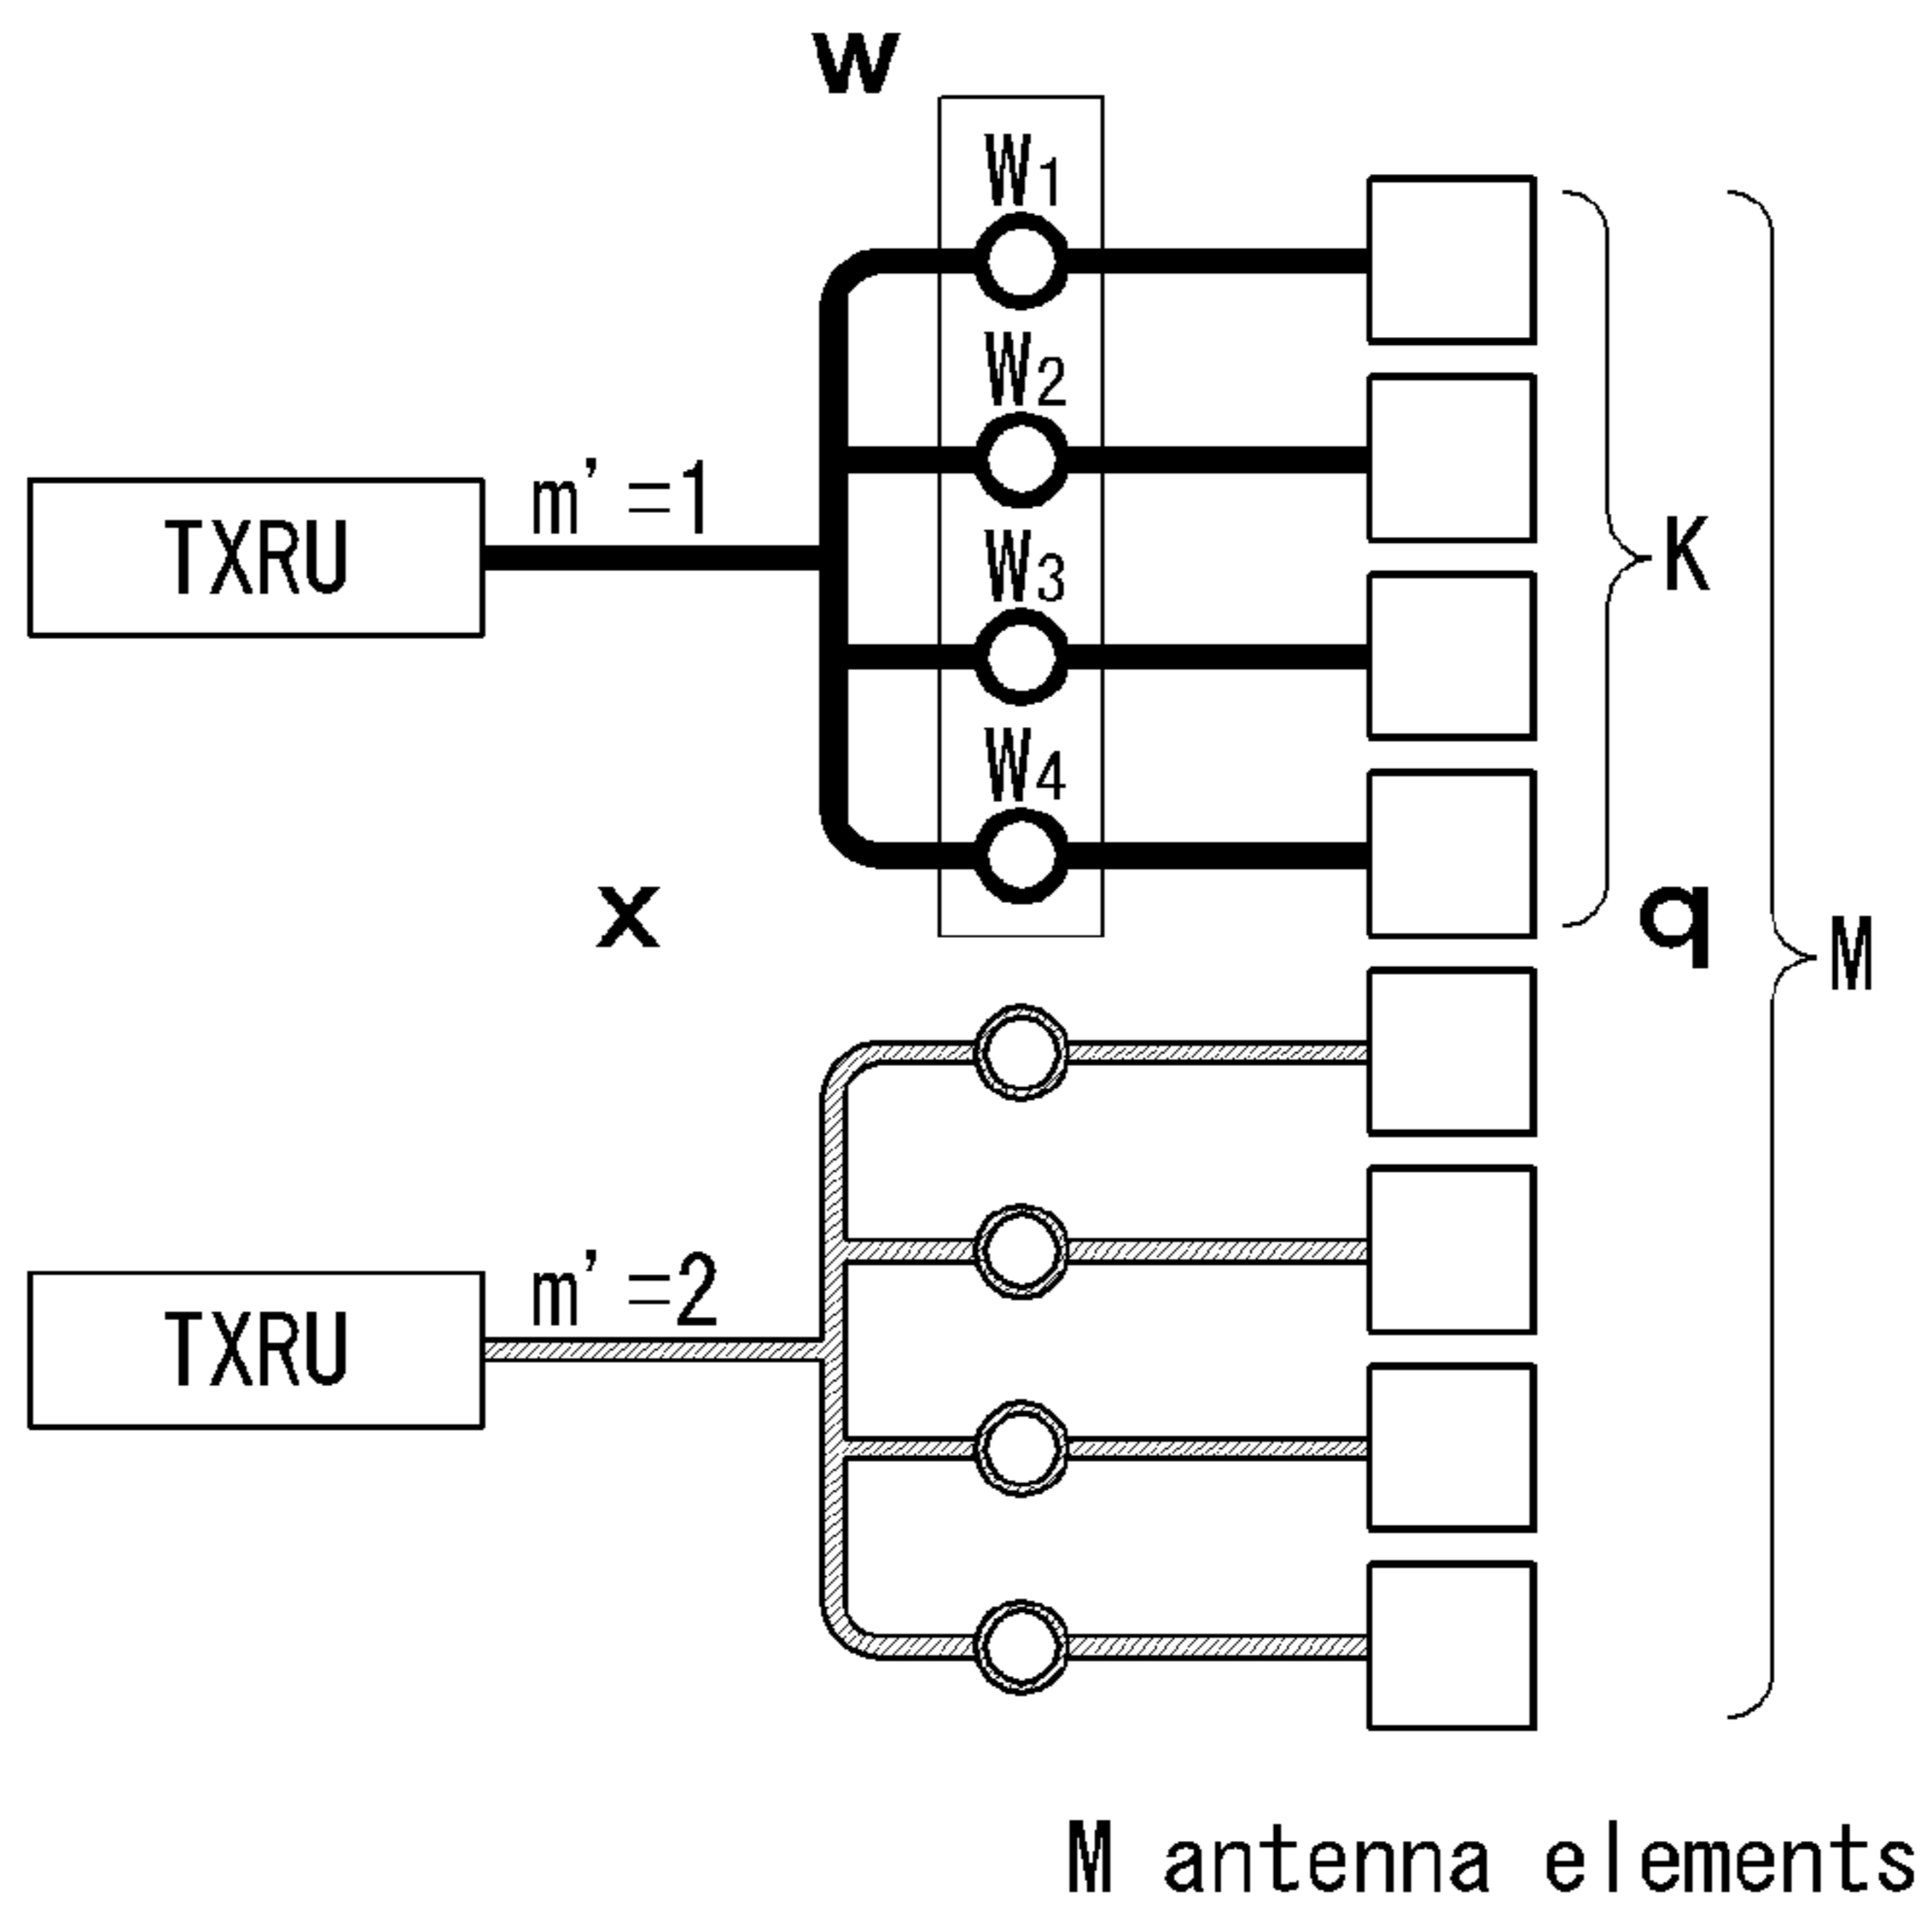 w
W1
W2
TXRU m'=1
W3
K
W4
x
q
M
TXRU m'=2
M antenna elements